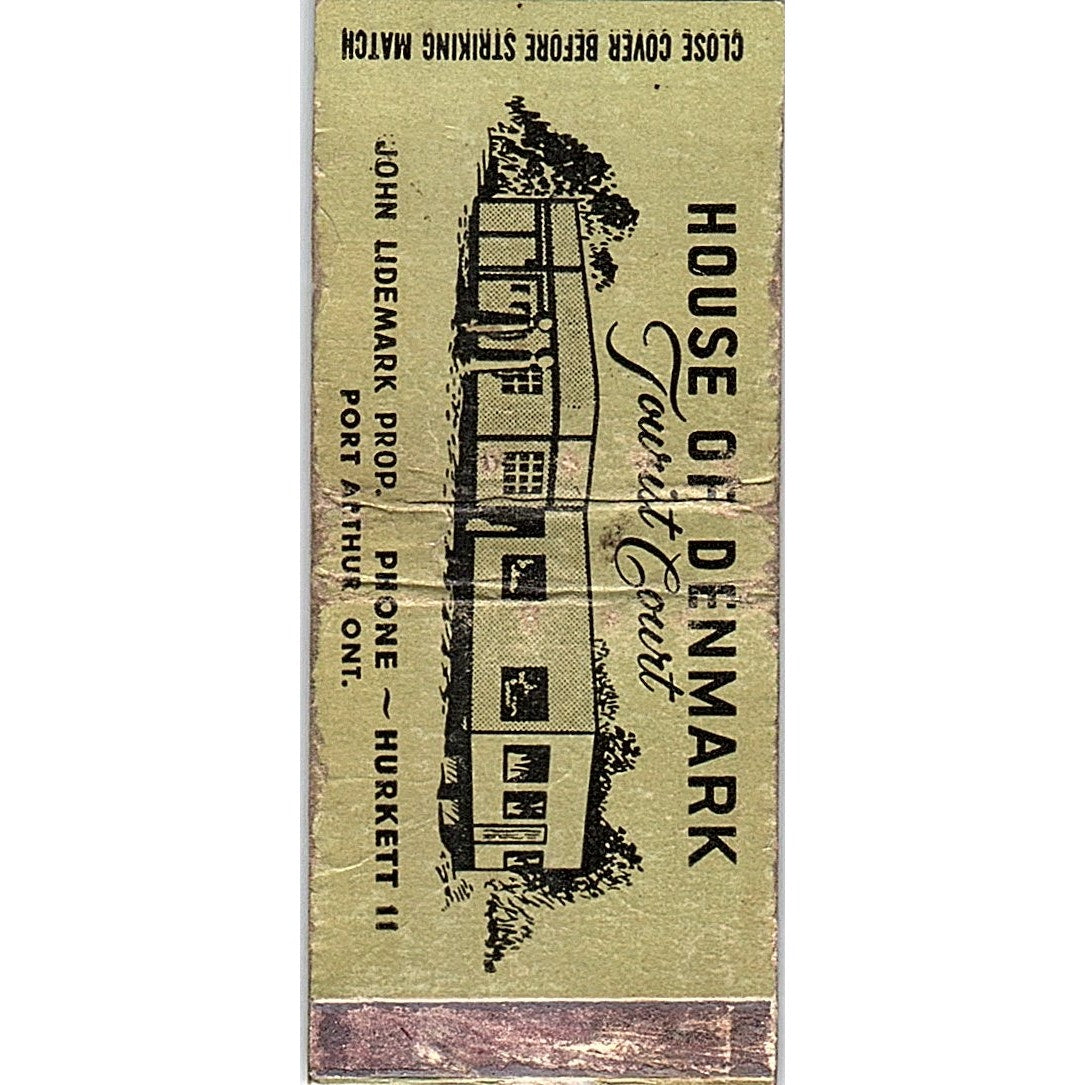 CLOSE COVER BEFORE STRIKING MATCH
HOUSE OF DENMARK
Tourist Court
JOHN LIDEMARK PROP. PHONE ~ HURKETT 11
PORT ARTHUR ONT.